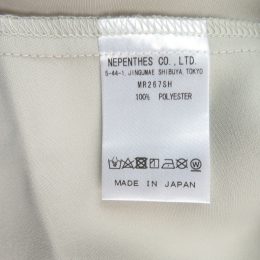 NEPENTHES CO., LTD.
5-44-1, JINGUMAE SHIBUYA, TOKYO
MR267SH
100% POLYESTER
MADE IN JAPAN